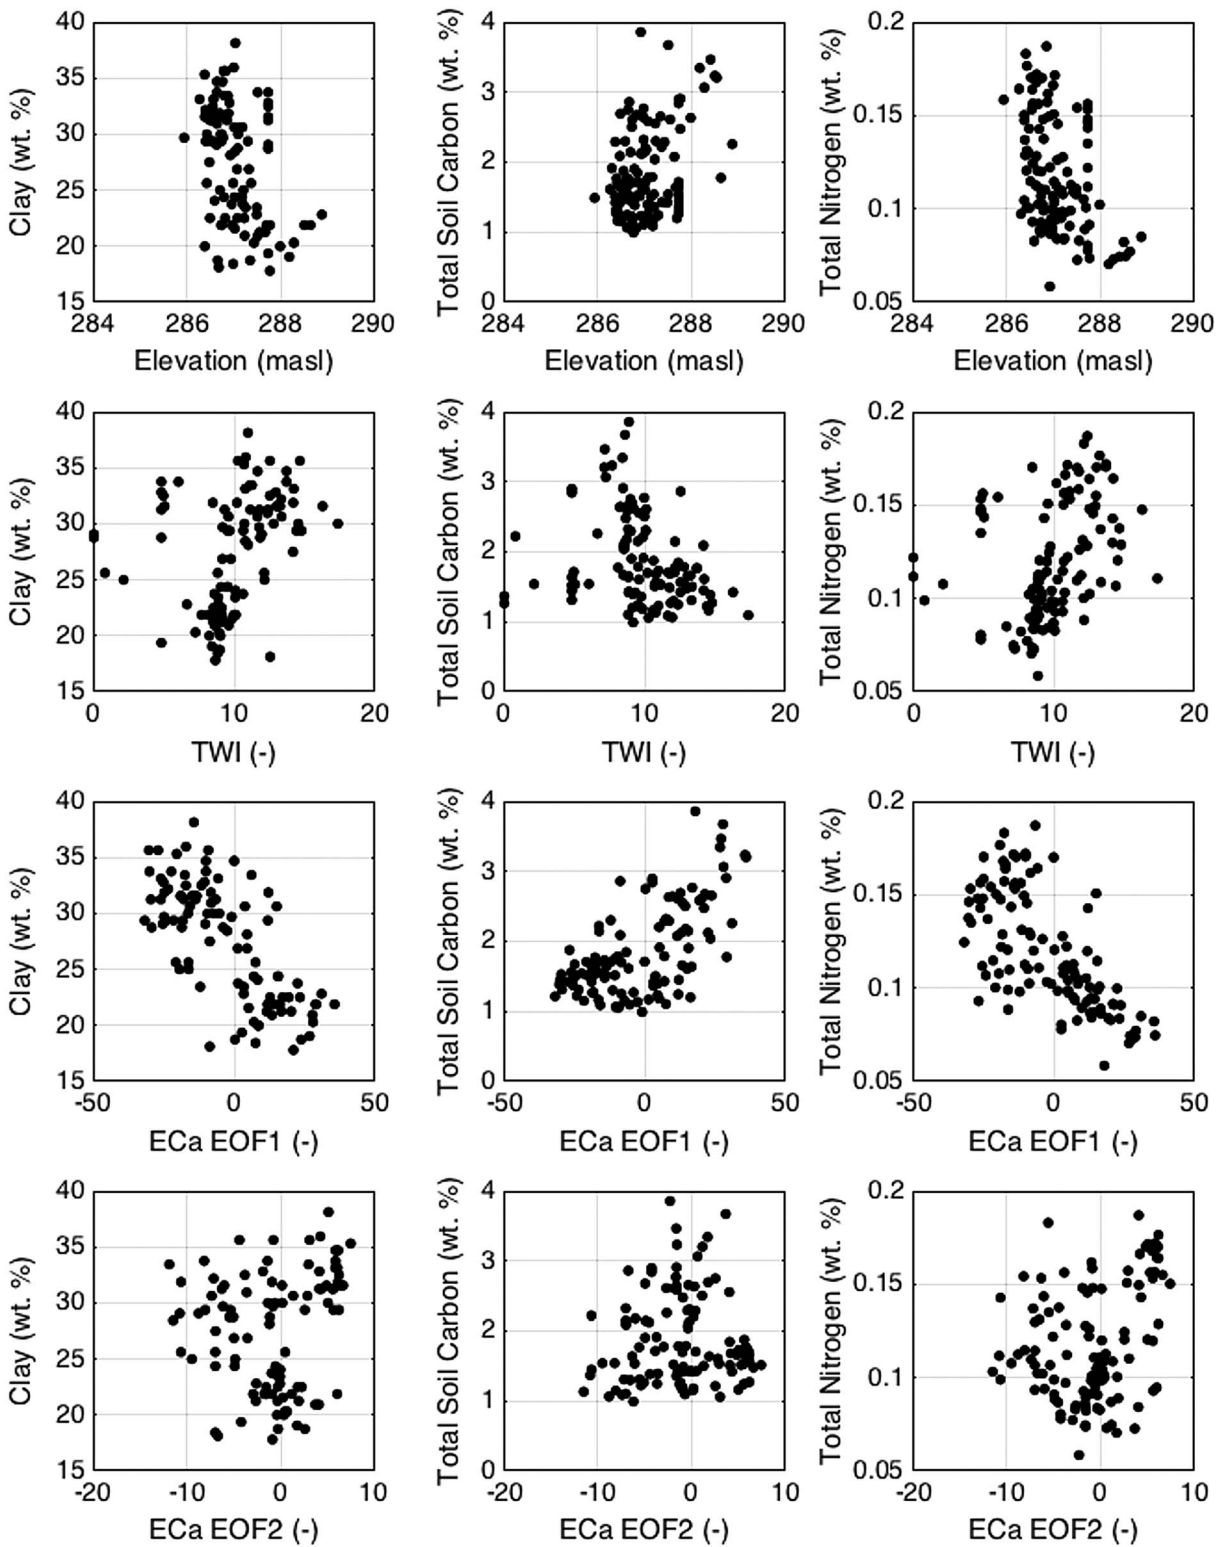 40 35 30 25 20 15
Clay (wt. %)
284 286 288 290
Elevation (masl)
4 3 2 1 0
Total Soil Carbon (wt. %)
284 286 288 290
Elevation (masl)
0.2 0.15 0.1 0.05
Total Nitrogen (wt. %)
284 286 288 290
Elevation (masl)
40 35 30 25 20 15
Clay (wt. %)
0 10 20
TWI (-)
4 3 2 1 0
Total Soil Carbon (wt. %)
0 10 20
TWI (-)
0.2 0.15 0.1 0.05
Total Nitrogen (wt. %)
0 10 20
TWI (-)
40 35 30 25 20 15
Clay (wt. %)
-50 0 50
ECa EOF1 (-)
4 3 2 1 0
Total Soil Carbon (wt. %)
-50 0 50
ECa EOF1 (-)
0.2 0.15 0.1 0.05
Total Nitrogen (wt. %)
-50 0 50
ECa EOF1 (-)
40 35 30 25 20 15
Clay (wt. %)
-20 -10 0 10
ECa EOF2 (-)
4 3 2 1 0
Total Soil Carbon (wt. %)
-20 -10 0 10
ECa EOF2 (-)
0.2 0.15 0.1 0.05
Total Nitrogen (wt. %)
-20 -10 0 10
ECa EOF2 (-)